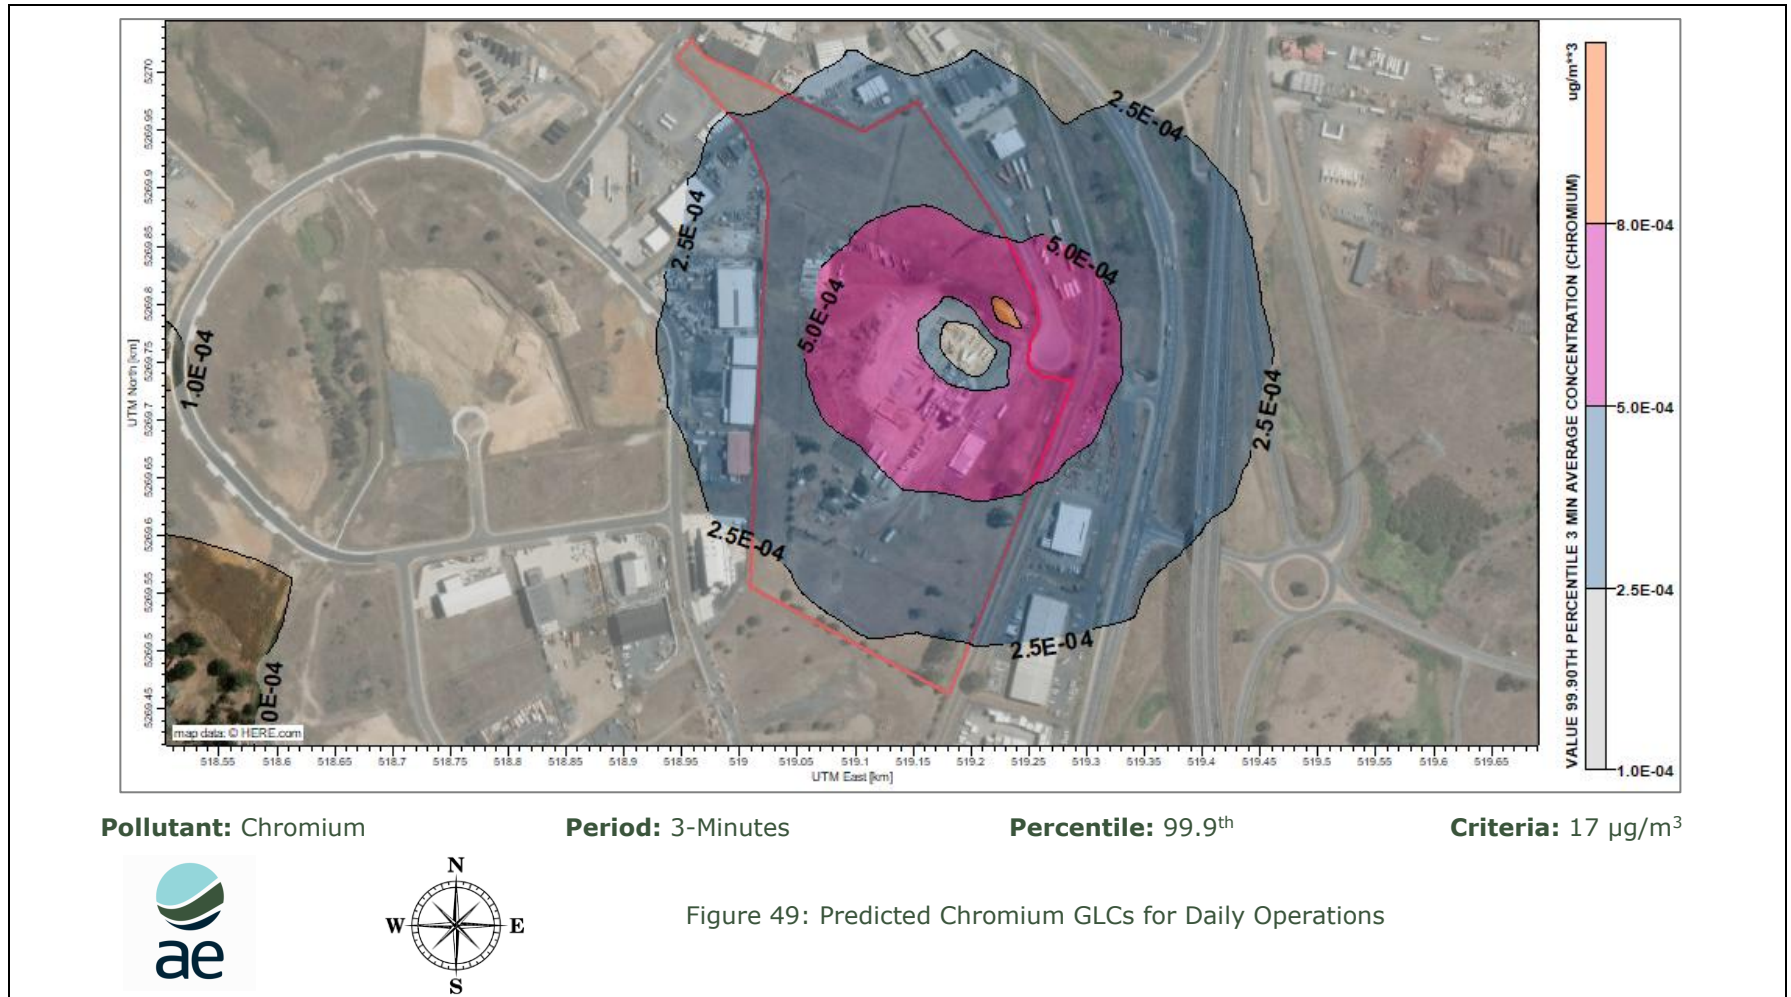 5270
5269.95
5269.9
5269.85
5269.8
5269.75
5269.7
5269.65
5269.6
5269.55
5269.5
5269.45
UTM North [km]
2.5E-04
2.5E-04
5.0E-04
5.0E-04
1.0E-04
2.5E-04
2.5E-04
2.5E-04
0E-04
map data: © HERE.com
518.55 518.6 518.65 518.7 518.75 518.8 518.85 518.9 518.95 519 519.05 519.1 519.15 519.2 519.25 519.3 519.35 519.4 519.45 519.5 519.55 519.6 519.65
UTM East [km]
VALUE 99.90TH PERCENTILE 3 MIN AVERAGE CONCENTRATION (CHROMIUM) ug/m**3
8.0E-04
5.0E-04
2.5E-04
1.0E-04
Pollutant: Chromium Period: 3-Minutes Percentile: 99.9th Criteria: 17 µg/m3
ae
N
W E
S
Figure 49: Predicted Chromium GLCs for Daily Operations